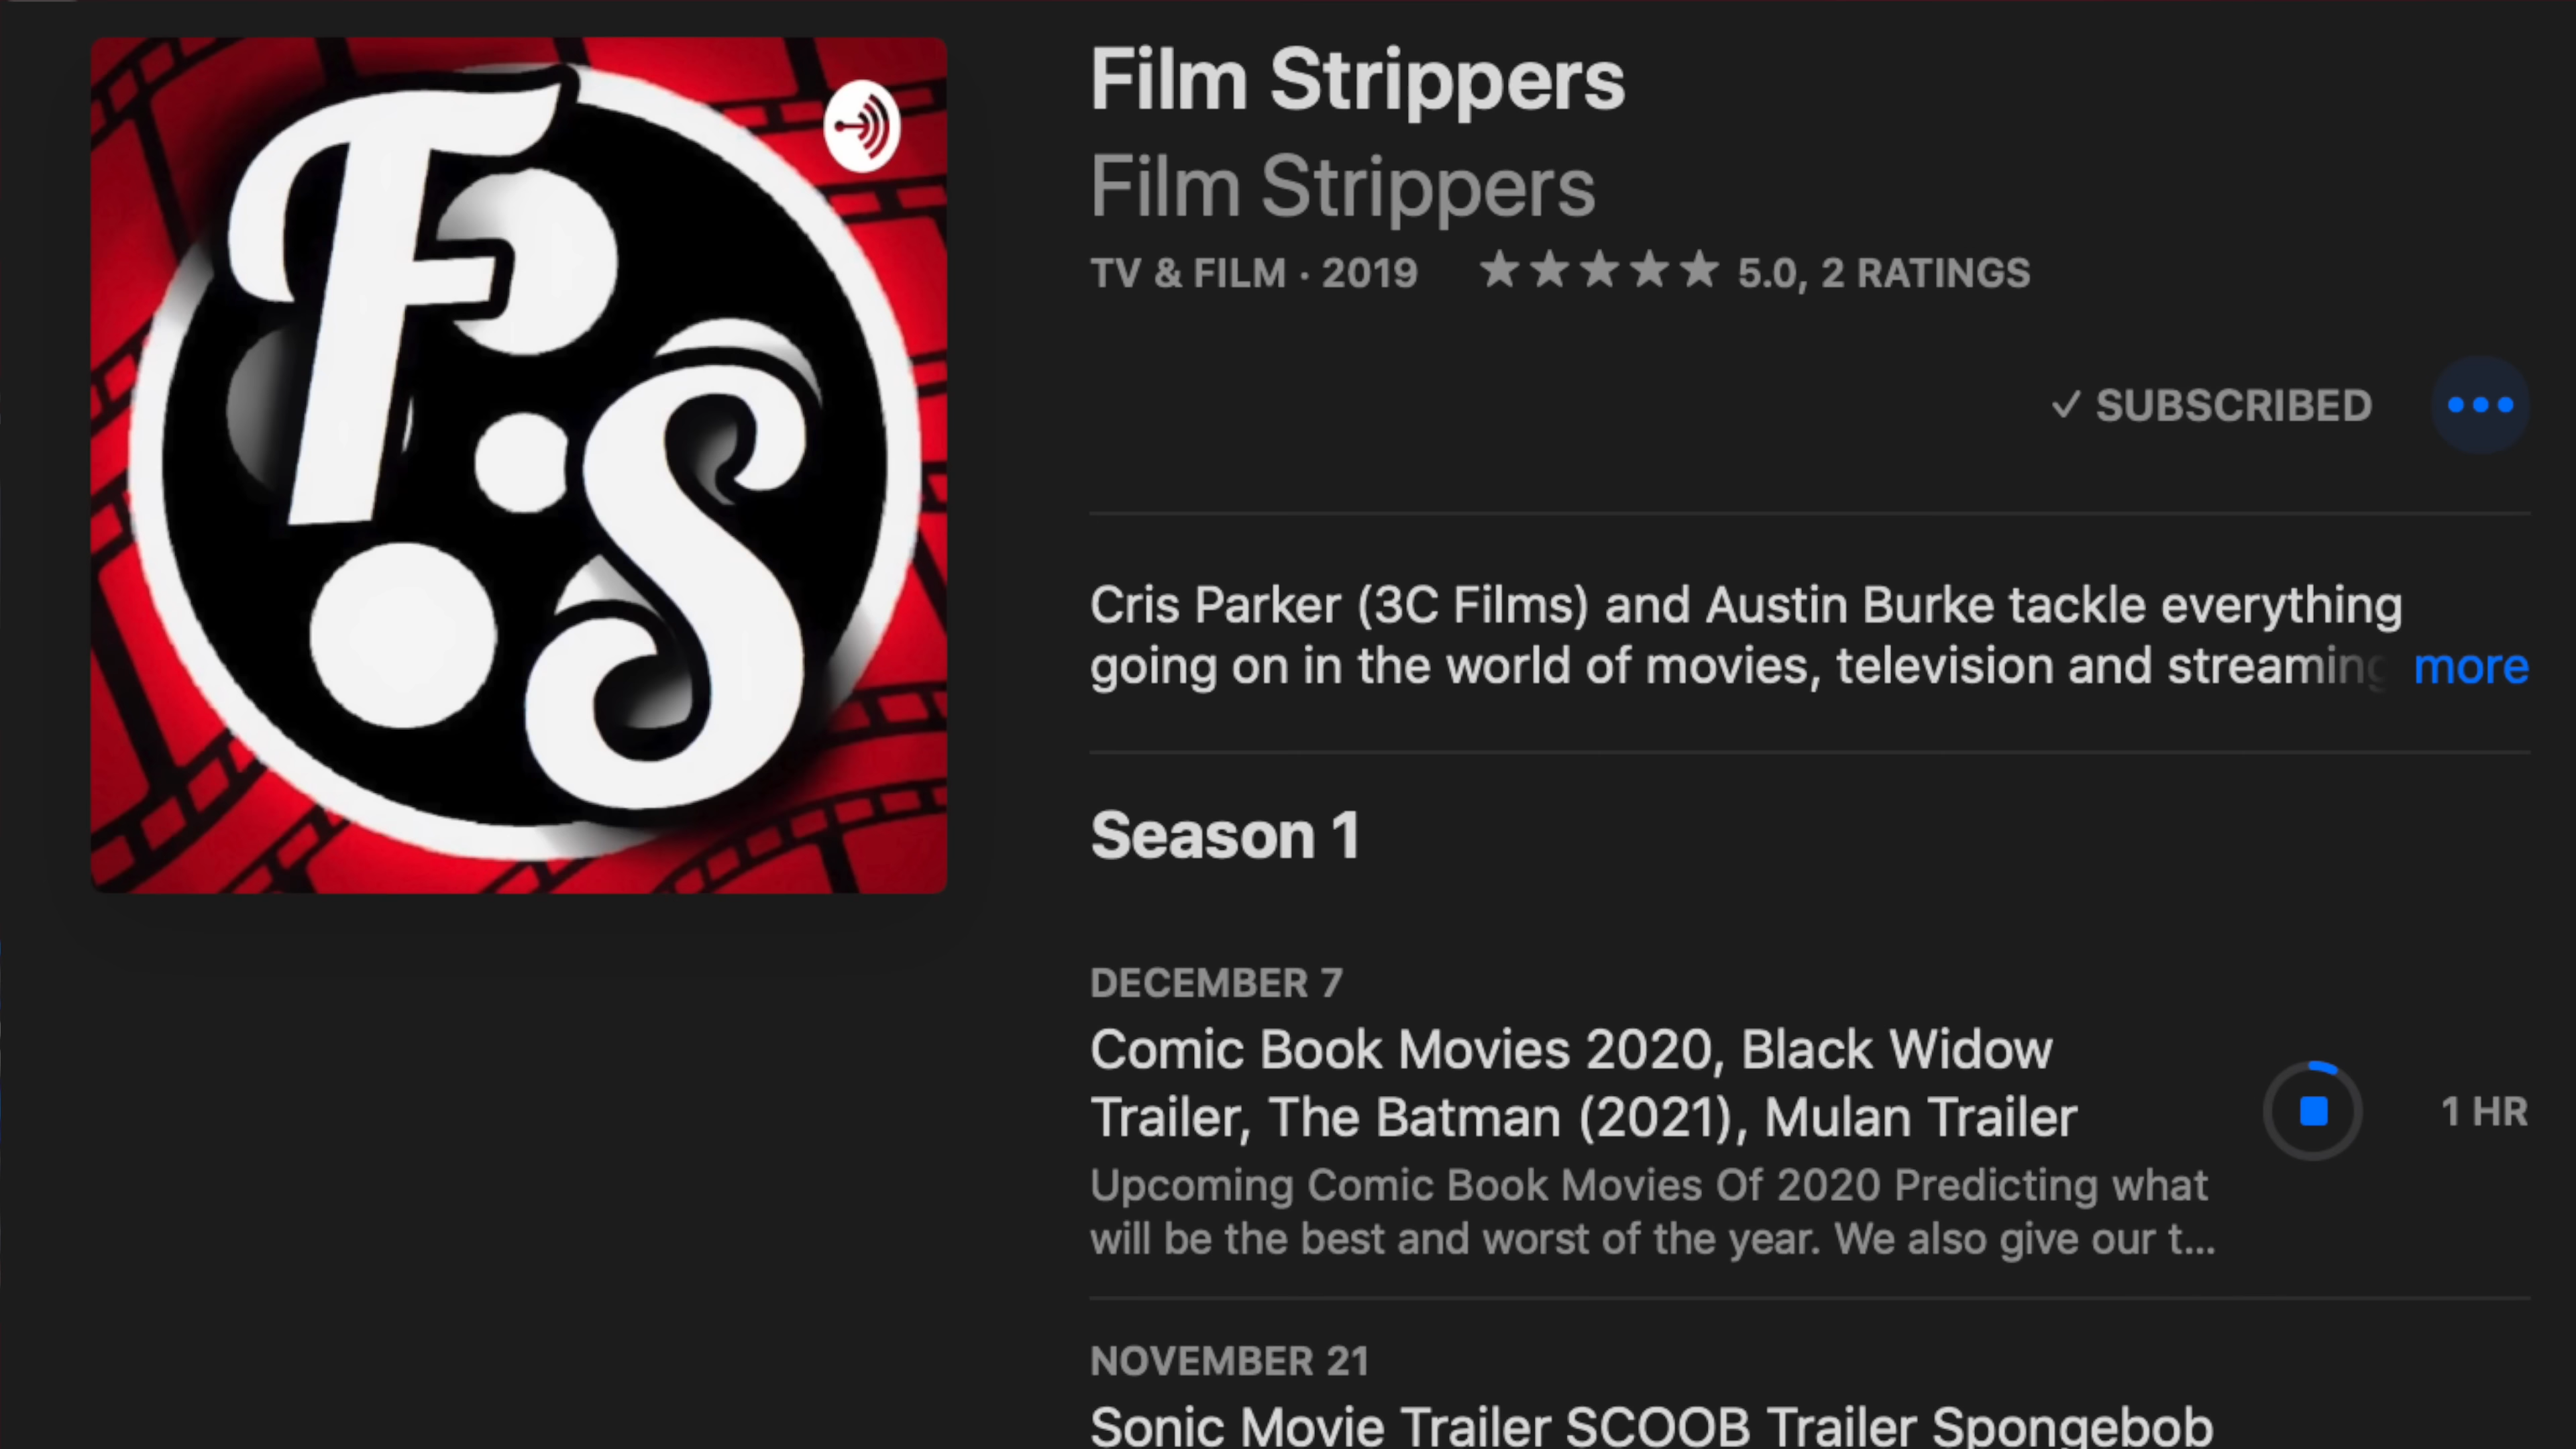 FS
Film Strippers
Film Strippers
TV & FILM · 2019 ★★★★★ 5.0, 2 RATINGS
✓ SUBSCRIBED
Cris Parker (3C Films) and Austin Burke tackle everything
going on in the world of movies, television and streaming more
Season 1
DECEMBER 7
Comic Book Movies 2020, Black Widow
Trailer, The Batman (2021), Mulan Trailer
1 HR
Upcoming Comic Book Movies Of 2020 Predicting what
will be the best and worst of the year. We also give our t...
NOVEMBER 21
Sonic Movie Trailer SCOOB Trailer Spongebob